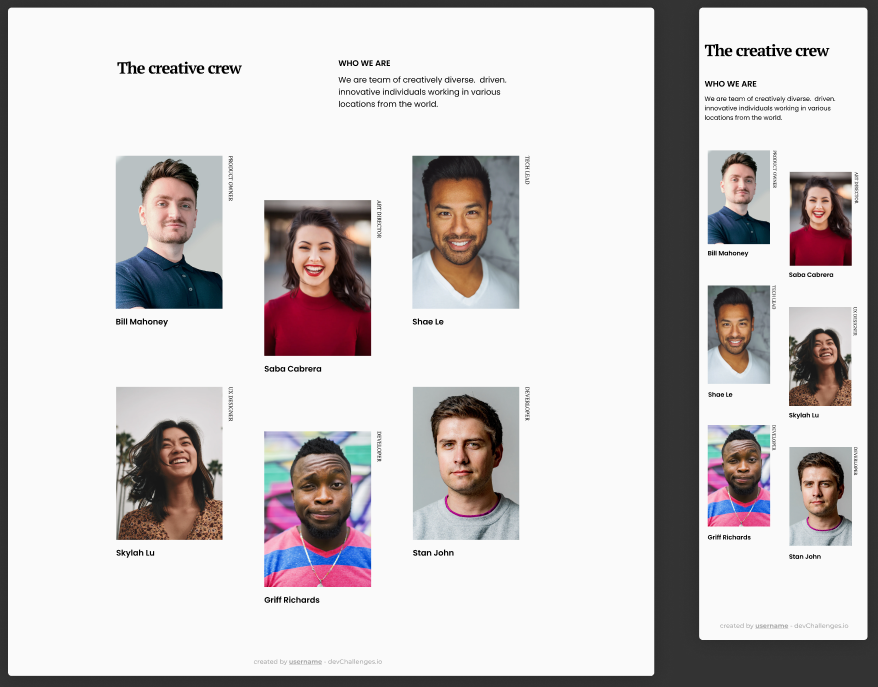 The creative crew
WHO WE ARE
We are team of creatively diverse. driven.
innovative individuals working in various
locations from the world.
PRODUCT OWNER
Bill Mahoney
ART DIRECTOR
Saba Cabrera
TECH LEAD
Shae Le
UX DESIGNER
Skylah Lu
DEVELOPER
Griff Richards
DEVERLOPER
Stan John
created by username - devChallenges.io
The creative crew
WHO WE ARE
We are team of creatively diverse. driven.
innovative individuals working in various
locations from the world.
PRODUCT OWNER
Bill Mahoney
ART DIRECTOR
Saba Cabrera
TECH LEAD
Shae Le
UX DESIGNER
Skylah Lu
DEVELOPER
Griff Richards
Stan John
created by username - devChallenges.io